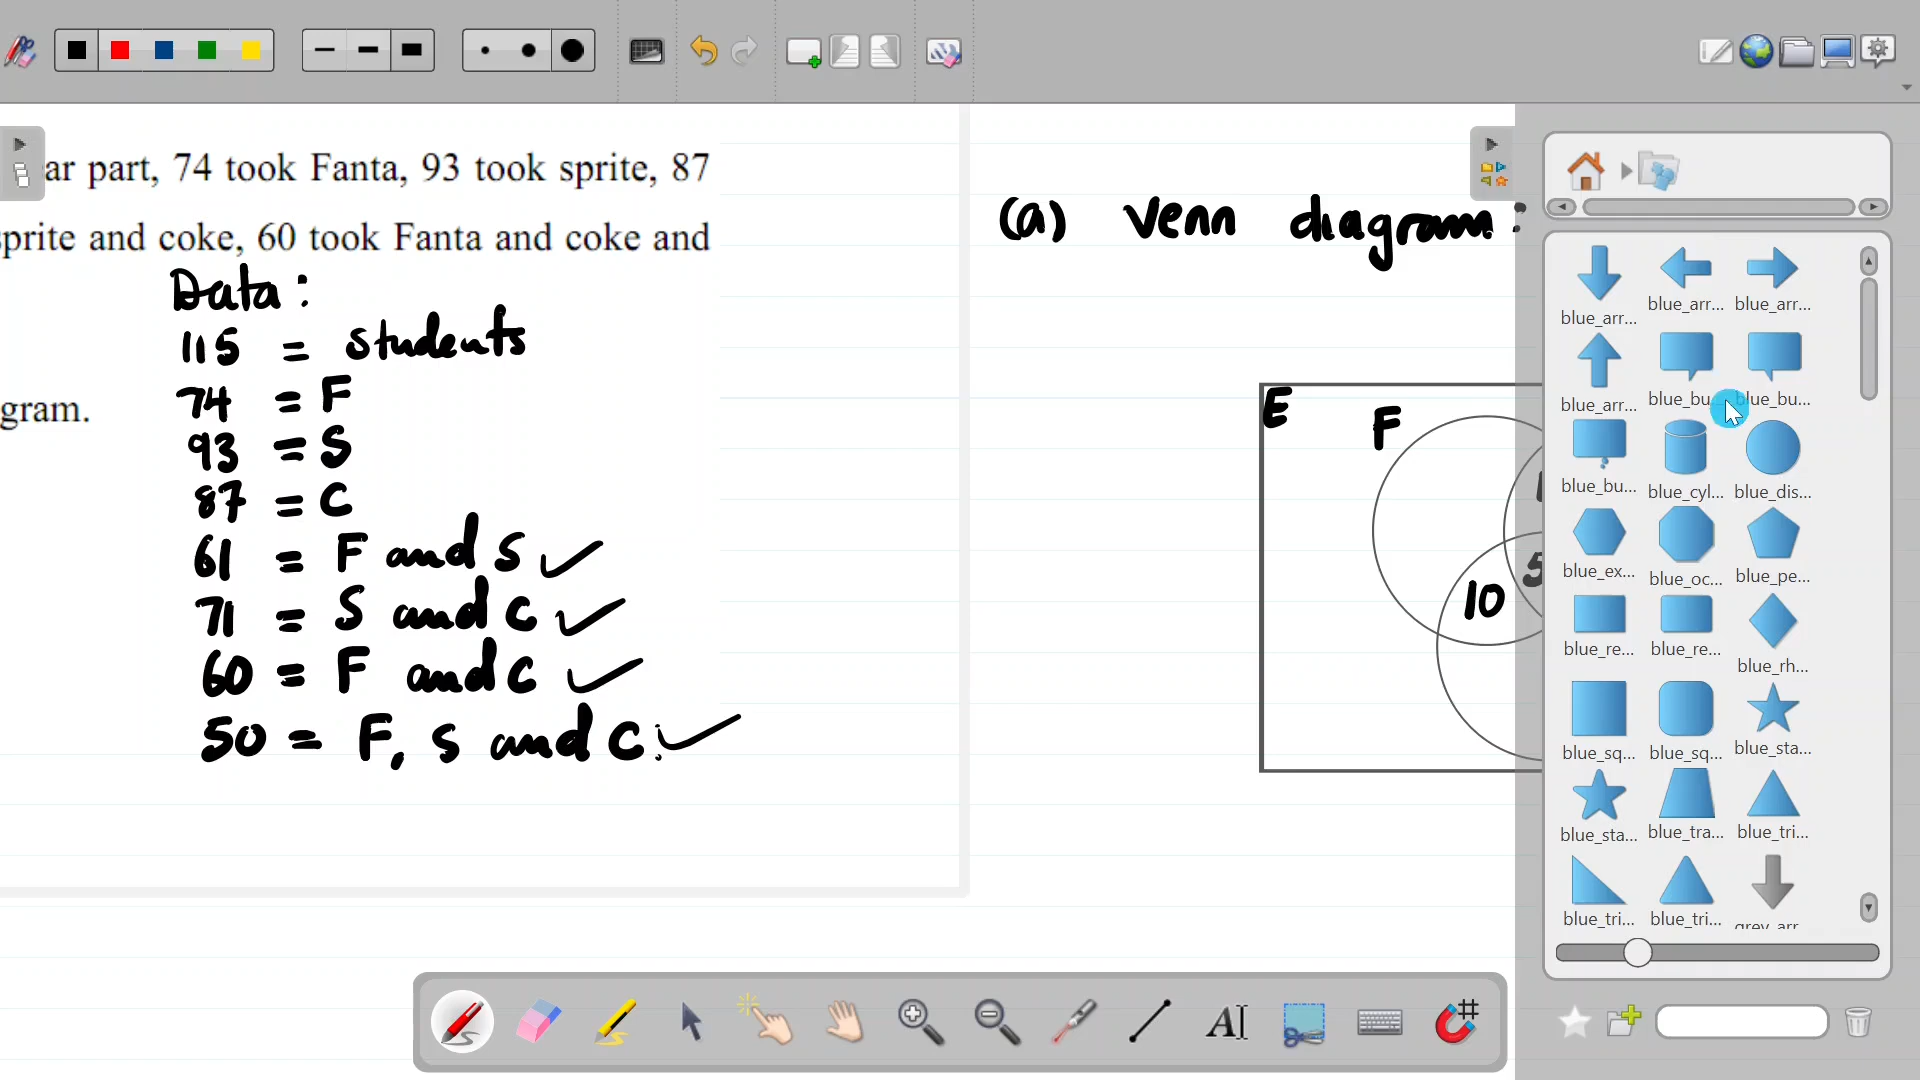 ar part, 74 took Fanta, 93 took sprite, 87
sprite and coke, 60 took Fanta and coke and
gram.
Data:
115 = students
74 = F
93 = S
87 = C
61 = F and S ✓
71 = S and C ✓
60 = F and C ✓
50 = F, S and C. ✓
(a) Venn diagram:
E
F
10
5
blue_arr... blue_arr... blue_arr...
blue_arr... blue_bu... blue_bu...
blue_bu... blue_cyl... blue_dis...
blue_ex... blue_oc... blue_pe...
blue_re... blue_re... blue_rh...
blue_sq... blue_sq... blue_sta...
blue_sta... blue_tra... blue_tri...
blue_tri... blue_tri... grey_arr...